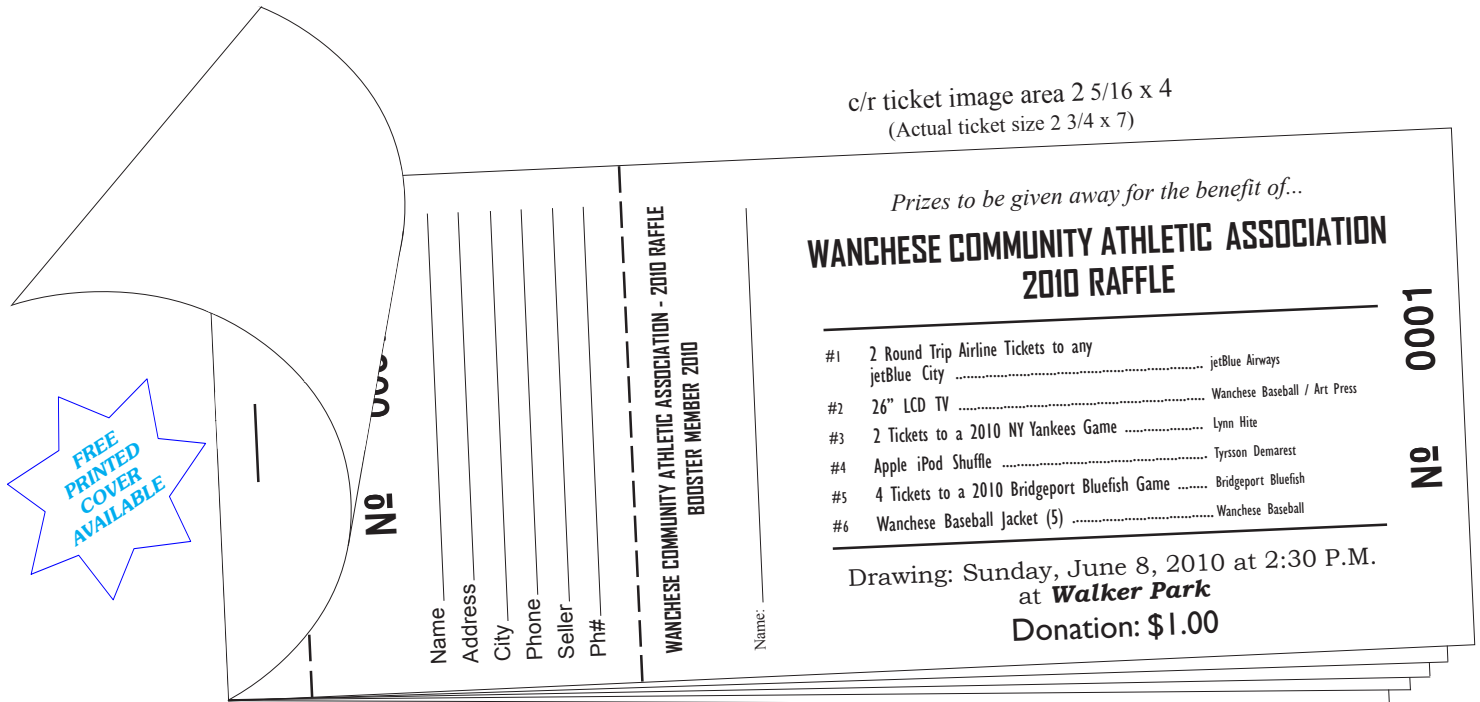 c/r ticket image area 2 5/16 x 4
(Actual ticket size 2 3/4 x 7)
FREE
PRINTED
COVER
AVAILABLE
Nº
Name
Address
City
Phone
Seller
Ph#
WANCHESE COMMUNITY ATHLETIC ASSOCIATION - 2010 RAFFLE
BOOSTER MEMBER 2010
Name:
Prizes to be given away for the benefit of...
WANCHESE COMMUNITY ATHLETIC ASSOCIATION
2010 RAFFLE
#1 2 Round Trip Airline Tickets to any
jetBlue City ............................................................... jetBlue Airways
#2 26” LCD TV ............................................................... Wanchese Baseball / Art Press
#3 2 Tickets to a 2010 NY Yankees Game .................... Lynn Hite
#4 Apple iPod Shuffle .................................................... Tyrsson Demarest
#5 4 Tickets to a 2010 Bridgeport Bluefish Game ........ Bridgeport Bluefish
#6 Wanchese Baseball Jacket (5) .................................... Wanchese Baseball
Drawing: Sunday, June 8, 2010 at 2:30 P.M.
at Walker Park
Donation: $1.00
Nº 0001